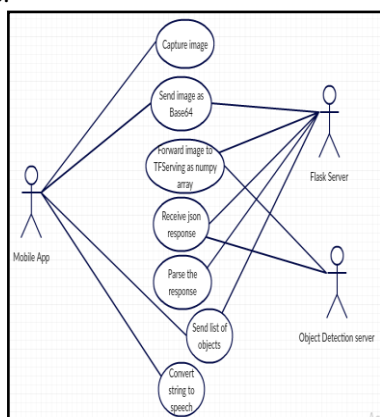 Capture image
Send image as
Base64
Forward image to
TFServing as numpy
array
Flask Server
Receive json
response
Mobile App
Parse the
response
Send list of
objects
Object Detection server
Convert
string to
speech